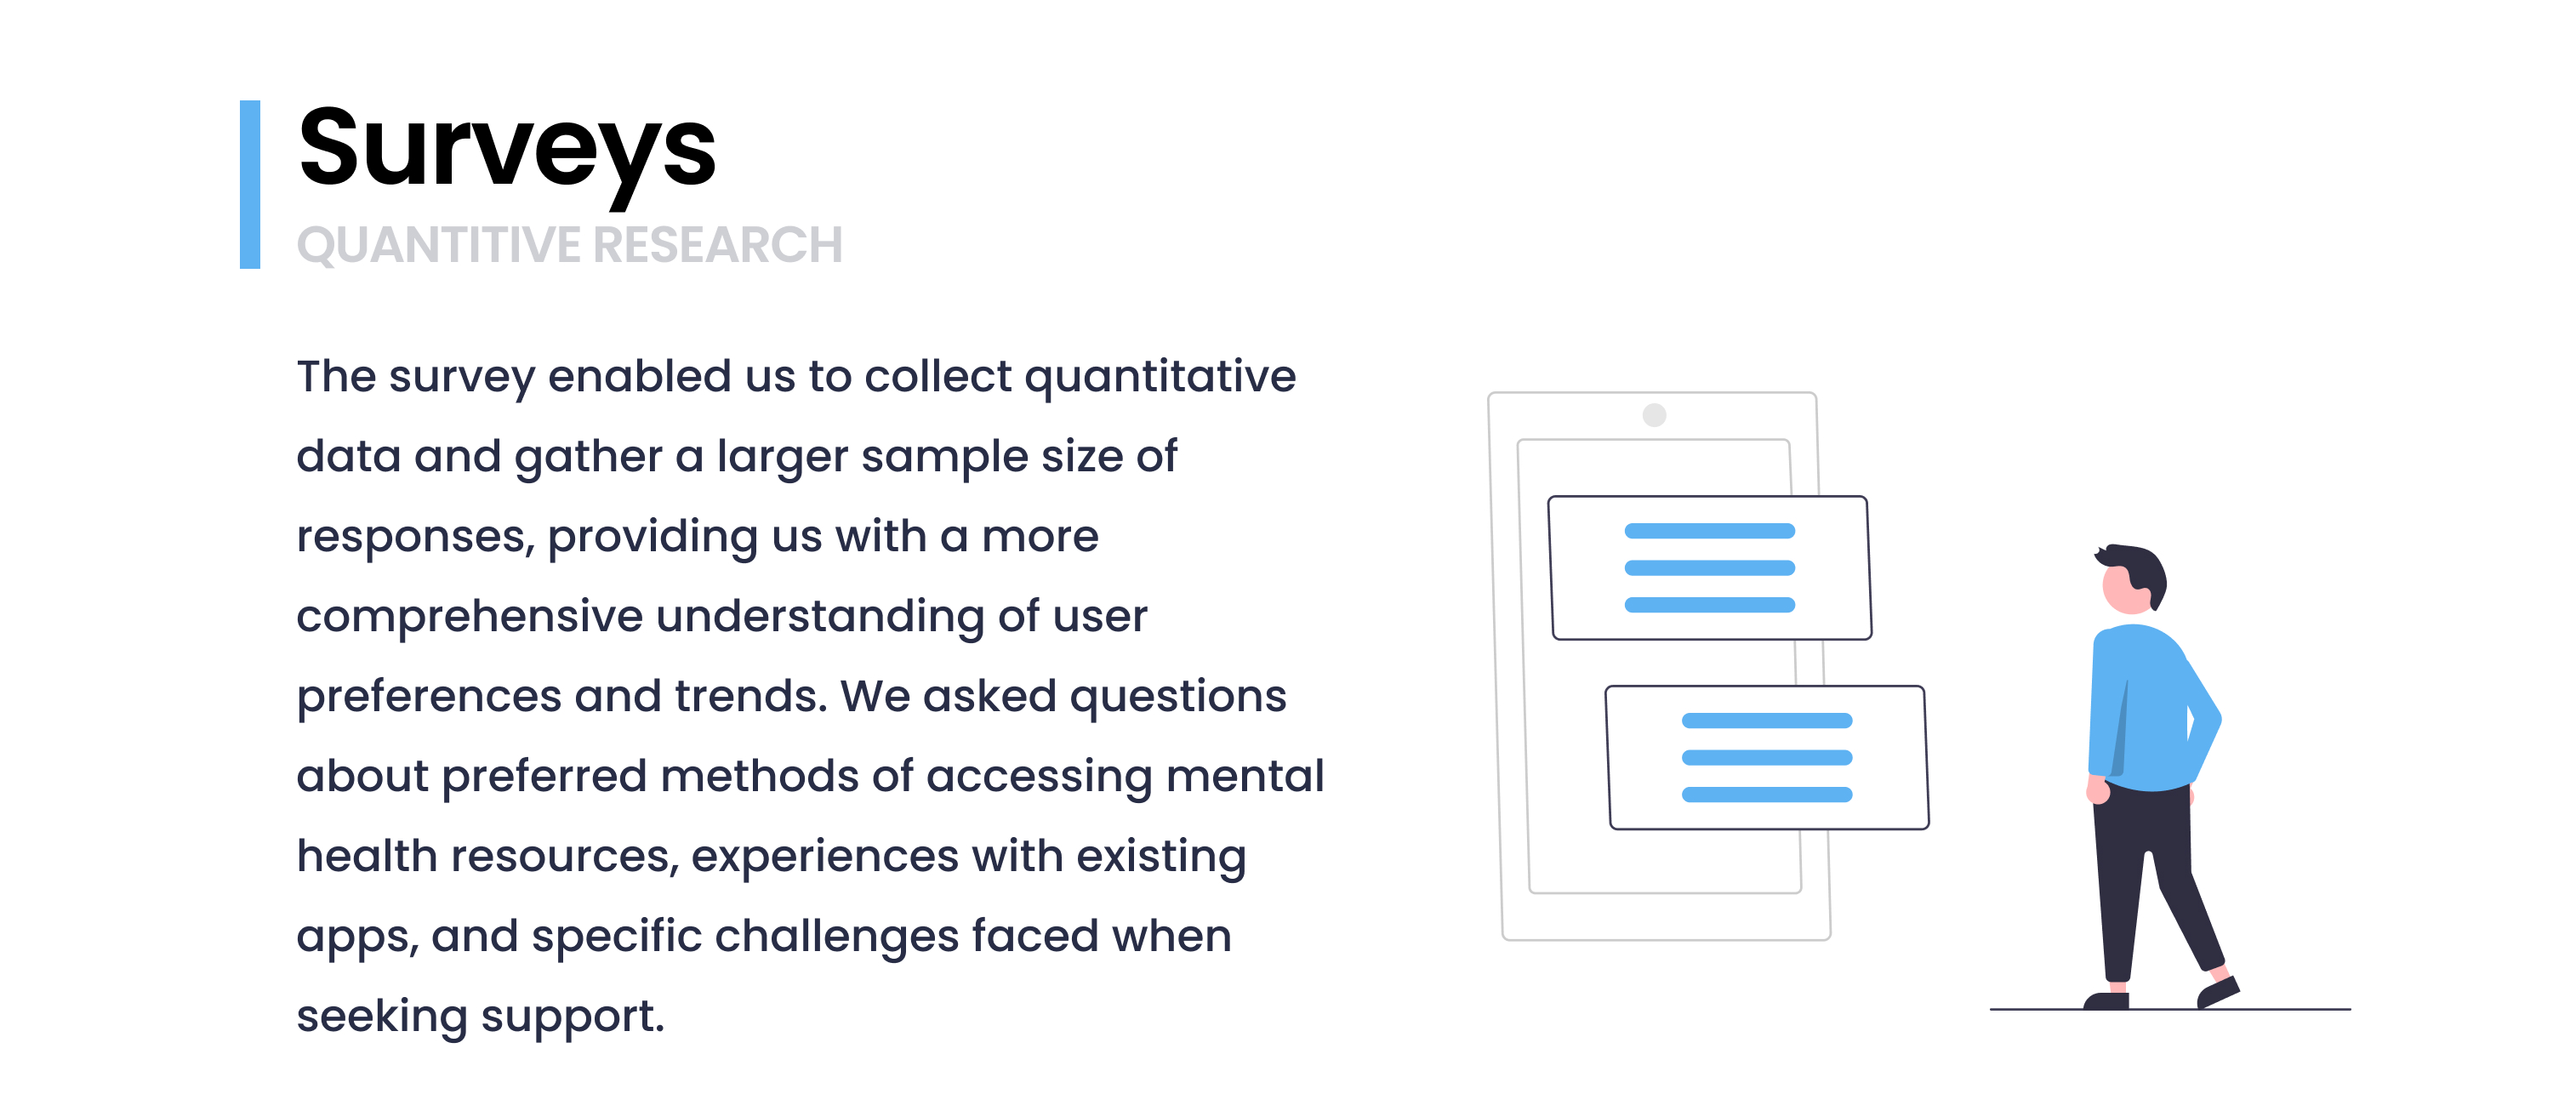 Surveys
QUANTITIVE RESEARCH
The survey enabled us to collect quantitative
data and gather a larger sample size of
responses, providing us with a more
comprehensive understanding of user
preferences and trends. We asked questions
about preferred methods of accessing mental
health resources, experiences with existing
apps, and specific challenges faced when
seeking support.